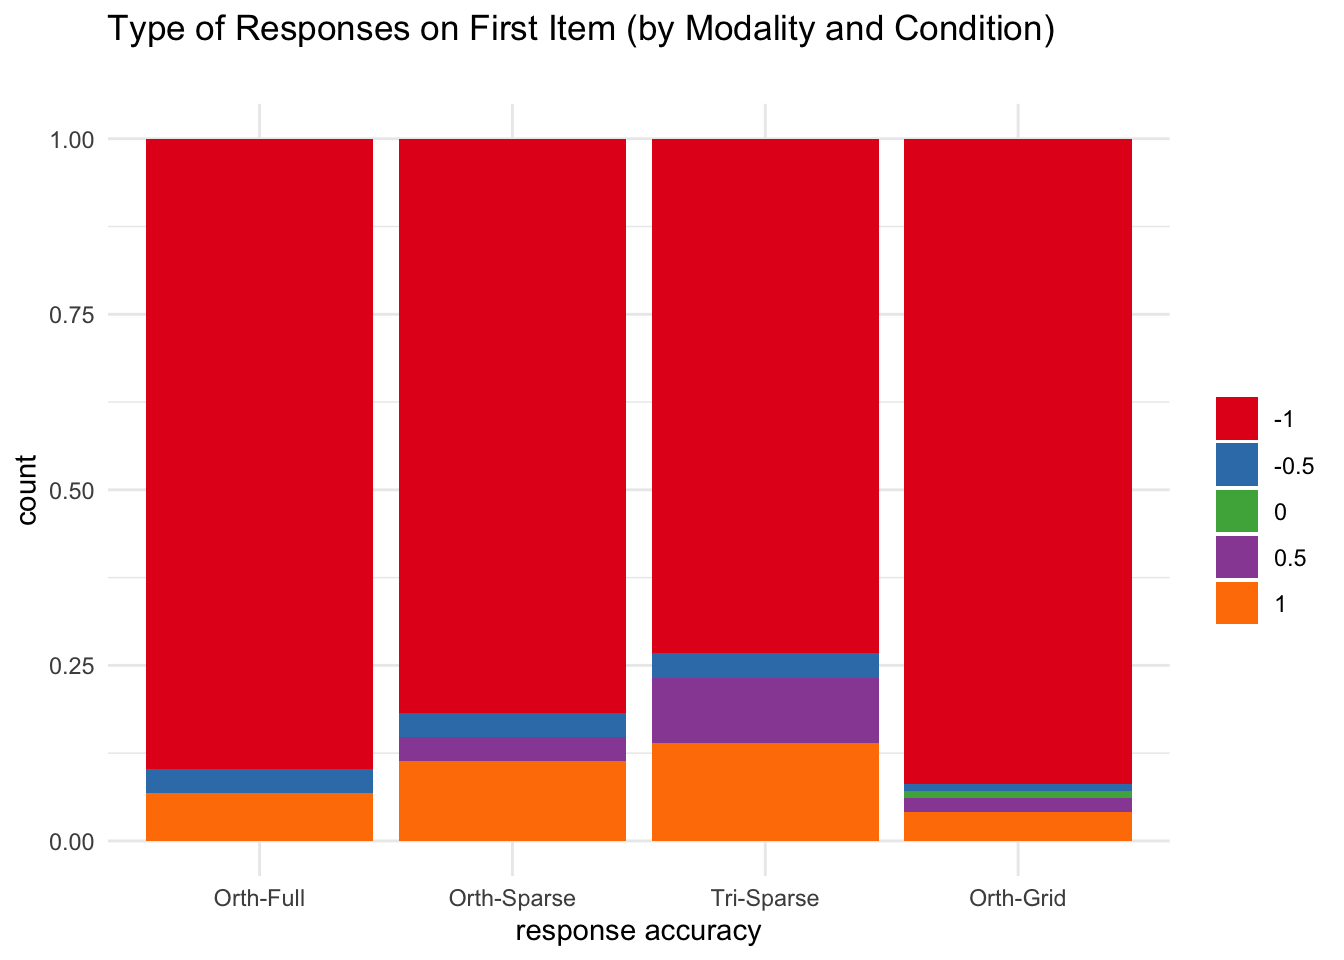 Type of Responses on First Item (by Modality and Condition)
1.00
0.75
0.50
0.25
0.00
count
Orth-Full
Orth-Sparse
Tri-Sparse
Orth-Grid
response accuracy
-1
-0.5
0
0.5
1